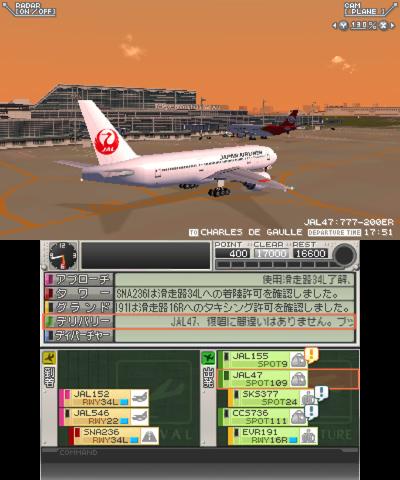 RADAR
[ON/OFF]
CAM
[PLANE]
130%
JAL
JAPAN AIRLINES
JAL47:777-200ER
TO CHARLES DE GAULLE DEPARTURE TIME 17:51
POINT CLEAR REST
400 17000 16600
アプローチ 使用滑走路34L了解、
タワー SNA236は滑走路34Lへの着陸許可を確認しました。
グランド 191は滑走路16Rへのタキシング許可を確認しました。
デリバリー JAL47、復唱に間違いはありません。プッ
ディパーチャー
到着
JAL152
RWY34L
JAL546
RWY22
SNA236
RWY34L
出発
JAL155
SPOT9
JAL47
SPOT109
SKS377
SPOT24
CCS736
SPOT111
EVR191
RWY16R
COMMAND